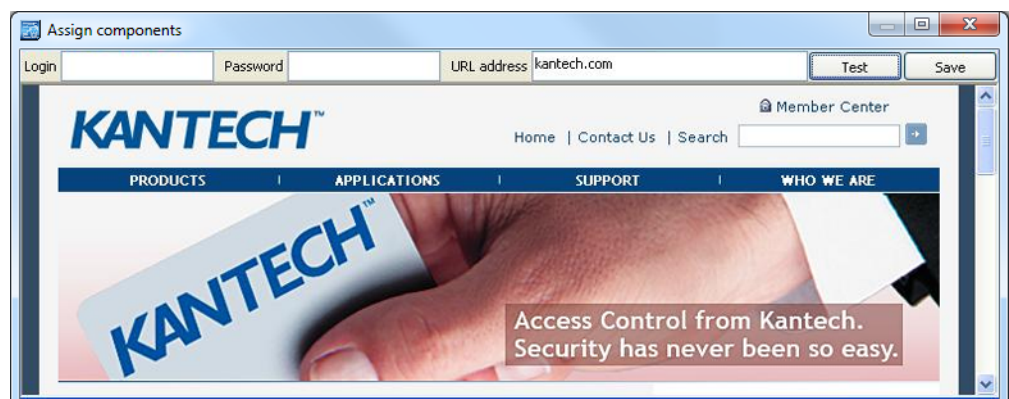 Assign components
Login Password URL address kantech.com Test Save
Member Center
KANTECH™
Home | Contact Us | Search
PRODUCTS | APPLICATIONS | SUPPORT | WHO WE ARE
KANTECH™
Access Control from Kantech.
Security has never been so easy.